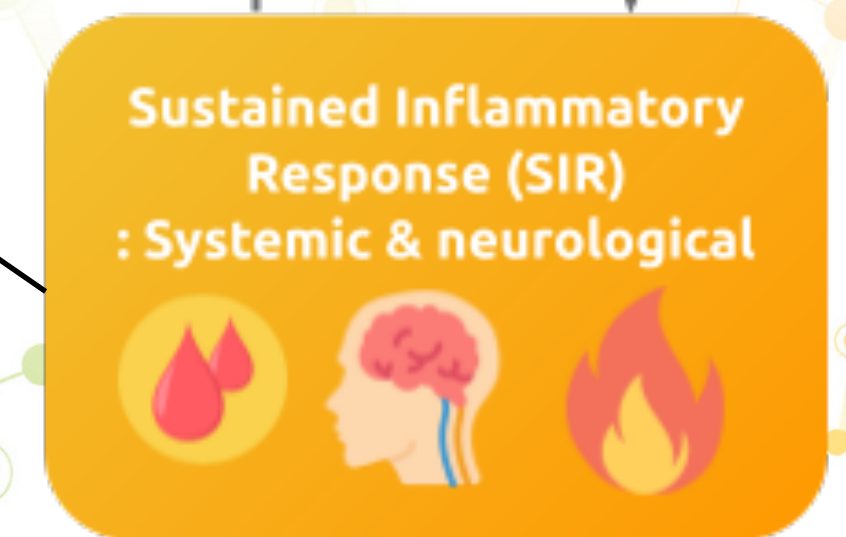 Sustained Inflammatory
Response (SIR)
: Systemic & neurological